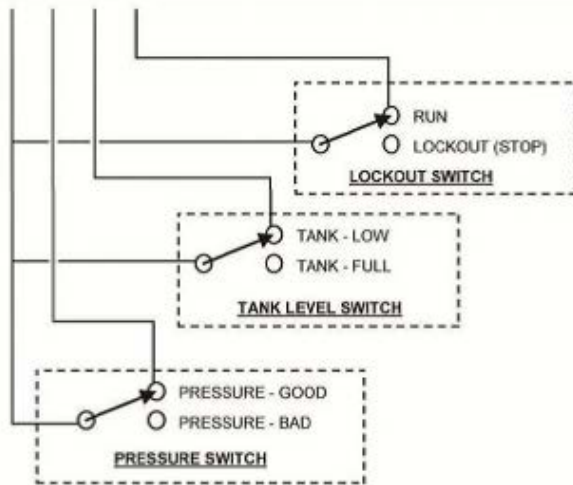 RUN
LOCKOUT (STOP)
LOCKOUT SWITCH
TANK - LOW
TANK - FULL
TANK LEVEL SWITCH
PRESSURE - GOOD
PRESSURE - BAD
PRESSURE SWITCH